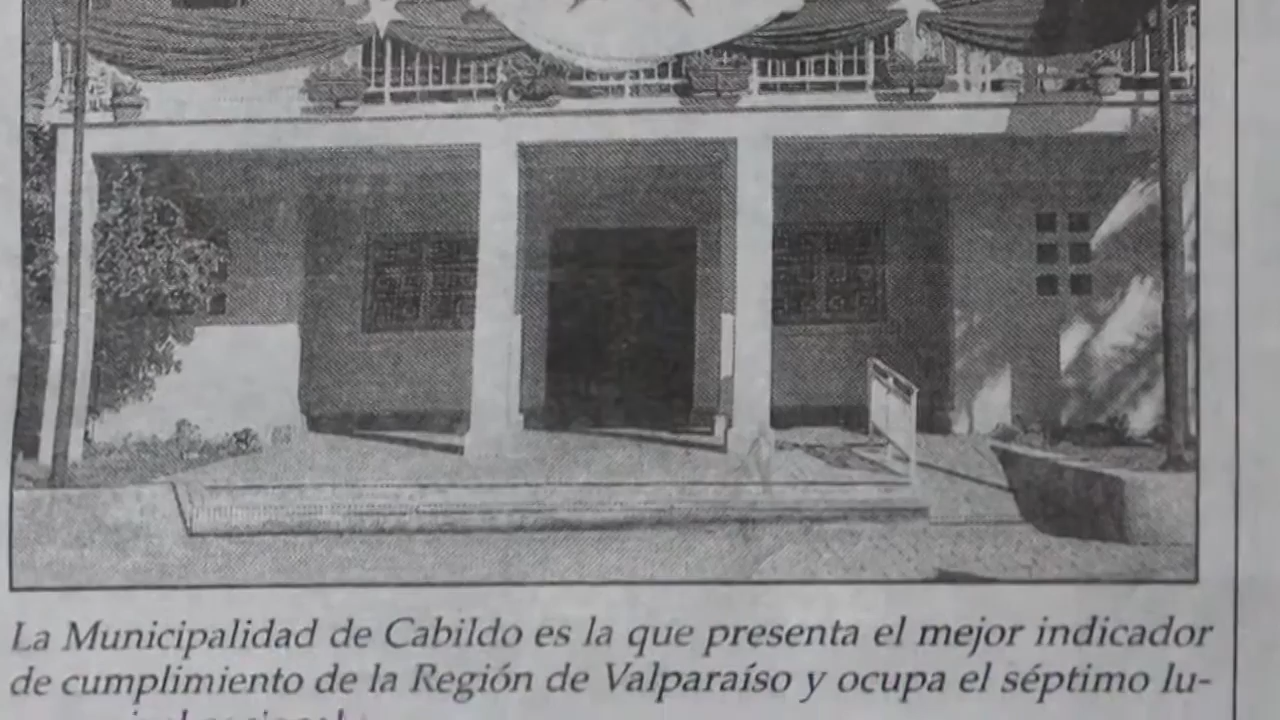 La Municipalidad de Cabildo es la que presenta el mejor indicador
de cumplimiento de la Región de Valparaíso y ocupa el séptimo lu-